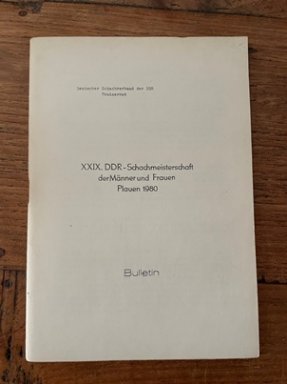 Deutscher Schachverband der DDR
XXIX. DDR-Schachmeisterschaft
der Männer und Frauen
Plauen 1980
Bulletin